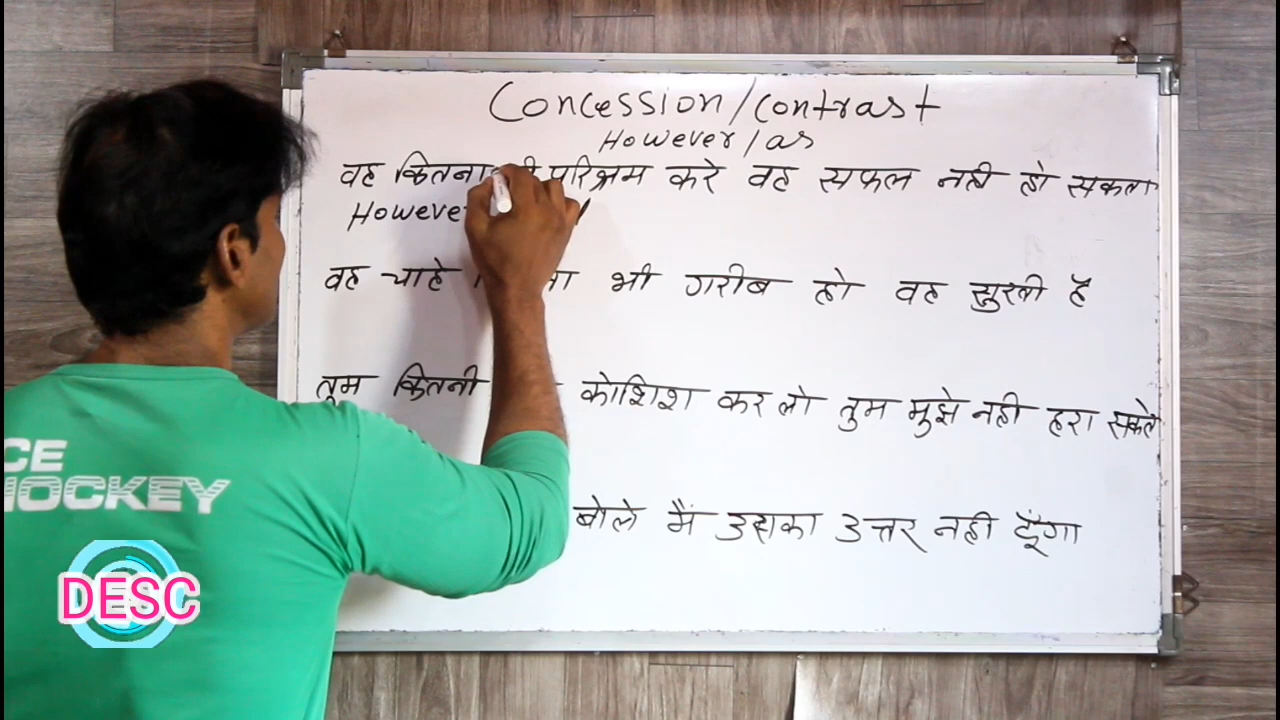 Concession/contrast
However/as
वह कितना परिश्रम करे वह सफल नही हो सकता
However
वह चाहे भी गरीब हो वह सुखी है
तुम कितनी कोशिश कर लो तुम मुझे नही हरा सकते
बोले मैं उसका उत्तर नही दूँगा
CE
HOCKEY
DESC